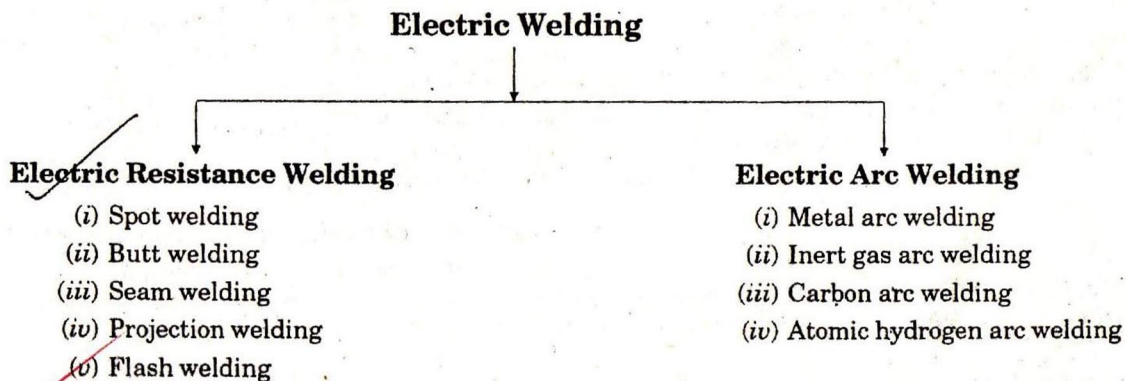 Electric Welding
Electric Resistance Welding
(i) Spot welding
(ii) Butt welding
(iii) Seam welding
(iv) Projection welding
(v) Flash welding
Electric Arc Welding
(i) Metal arc welding
(ii) Inert gas arc welding
(iii) Carbon arc welding
(iv) Atomic hydrogen arc welding